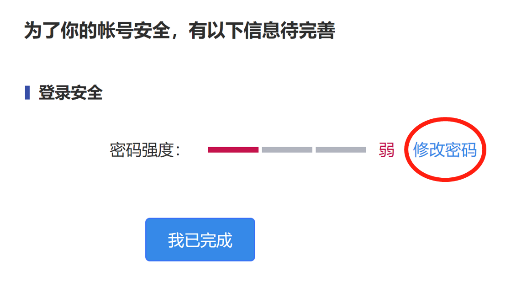 为了你的帐号安全，有以下信息待完善
登录安全
密码强度： 弱 修改密码
我已完成